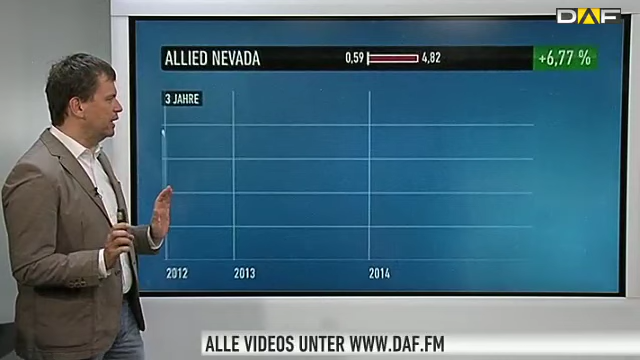 DAF
ALLIED NEVADA 0,59 4,82 +6,77 %
3 JAHRE
2012 2013 2014
ALLE VIDEOS UNTER WWW.DAF.FM